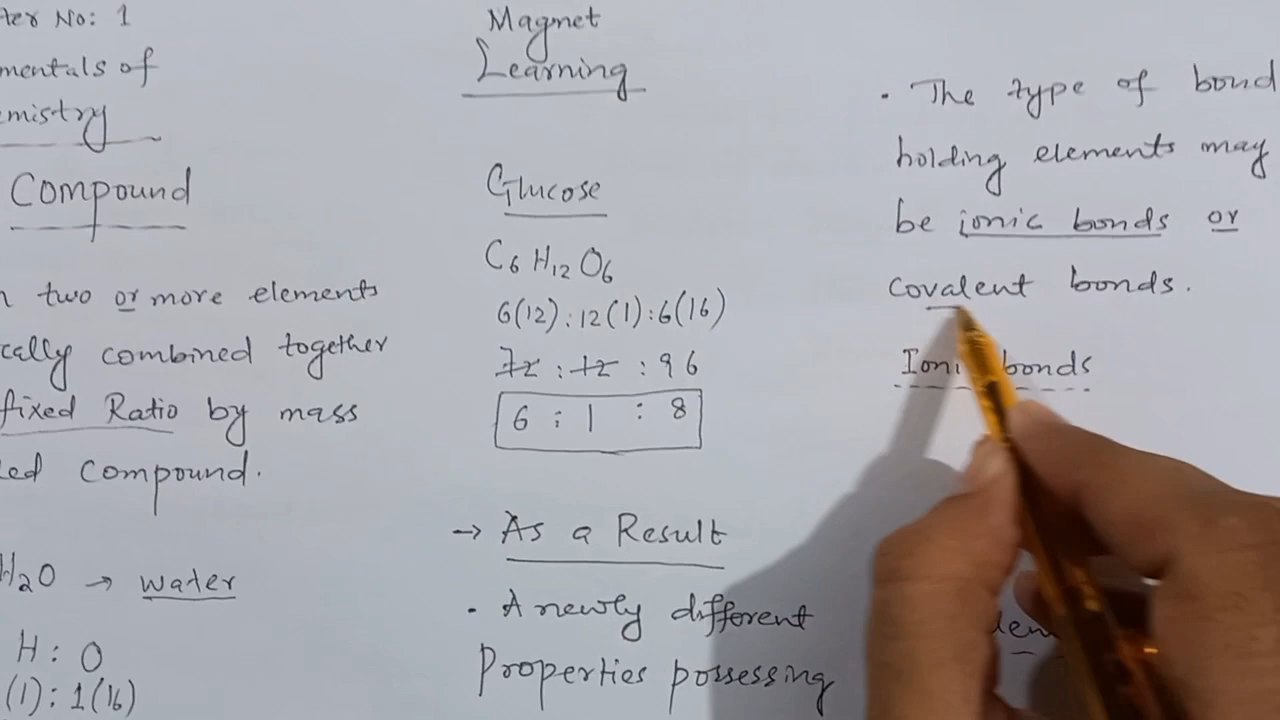 ter No: 1
mentals of
emistry
Compound
n two or more elements
cally combined together
fixed Ratio by mass
led compound.
H2O → water
H : O
(1) : 1(16)
Magnet
Learning
Glucose
C6 H12 O6
6(12) : 12(1) : 6(16)
72 : 12 : 96
6 : 1 : 8
→ As a Result
. A newly different
Properties possessing
. The type of bond
holding elements may
be ionic bonds or
covalent bonds.
Ioni bonds